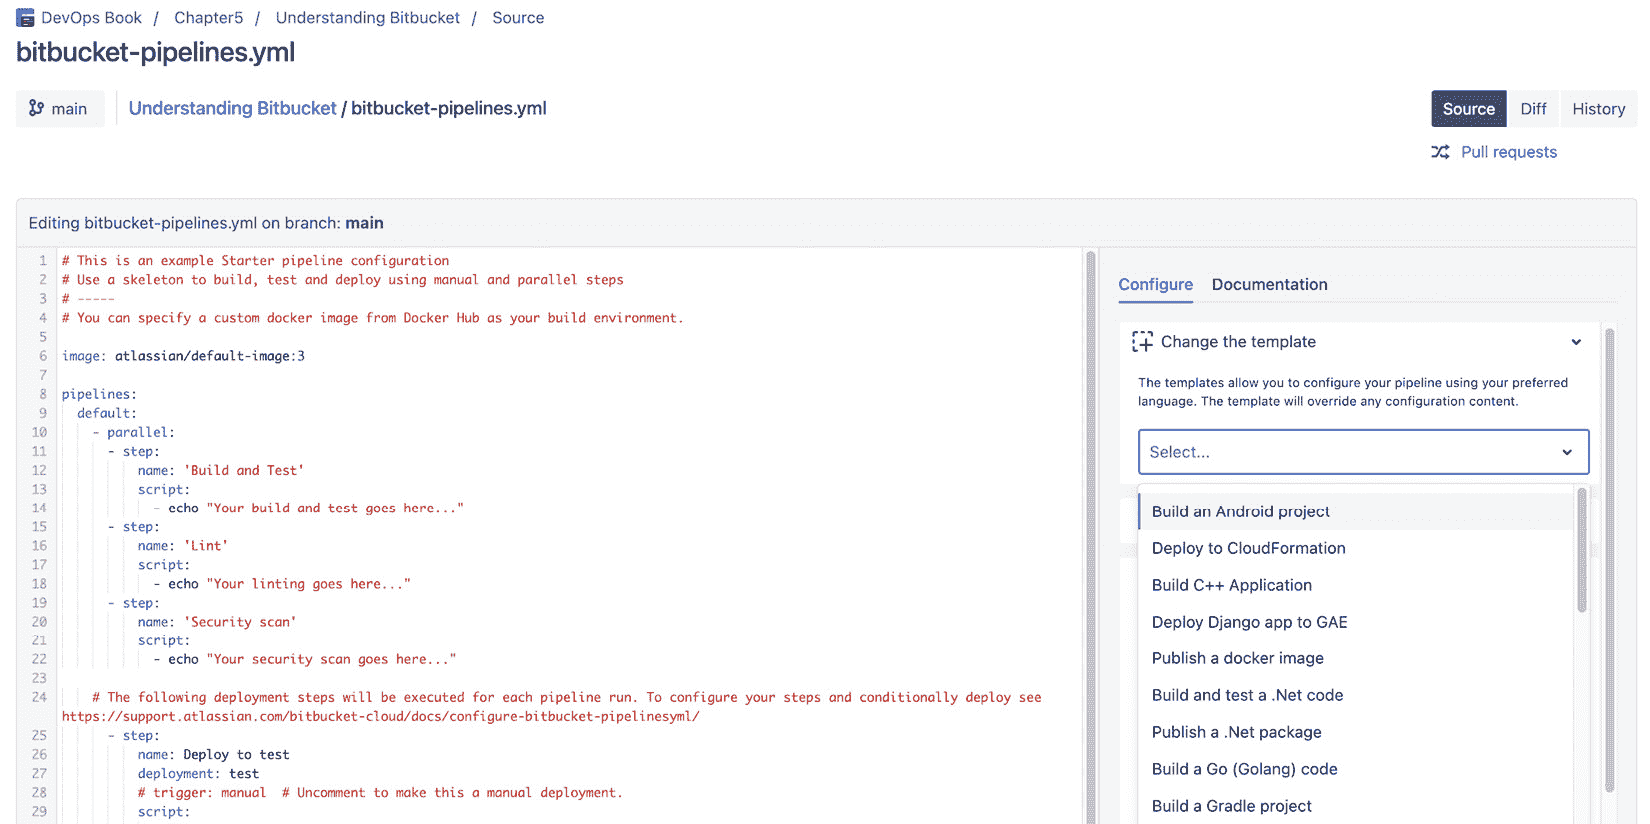 DevOps Book / Chapter5 / Understanding Bitbucket / Source
bitbucket-pipelines.yml
main
Understanding Bitbucket / bitbucket-pipelines.yml
Source Diff History
Pull requests
Editing bitbucket-pipelines.yml on branch: main
1 # This is an example Starter pipeline configuration
2 # Use a skeleton to build, test and deploy using manual and parallel steps
3 # -----
4 # You can specify a custom docker image from Docker Hub as your build environment.
5
6 image: atlassian/default-image:3
7
8 pipelines:
9   default:
10     - parallel:
11       - step:
12           name: 'Build and Test'
13           script:
14             - echo "Your build and test goes here..."
15       - step:
16           name: 'Lint'
17           script:
18             - echo "Your linting goes here..."
19       - step:
20           name: 'Security scan'
21           script:
22             - echo "Your security scan goes here..."
23
24     # The following deployment steps will be executed for each pipeline run. To configure your steps and conditionally deploy see
https://support.atlassian.com/bitbucket-cloud/docs/configure-bitbucket-pipelinesyml/
25       - step:
26           name: Deploy to test
27           deployment: test
28           # trigger: manual  # Uncomment to make this a manual deployment.
29           script:
Configure Documentation
Change the template
The templates allow you to configure your pipeline using your preferred
language. The template will override any configuration content.
Select...
Build an Android project
Deploy to CloudFormation
Build C++ Application
Deploy Django app to GAE
Publish a docker image
Build and test a .Net code
Publish a .Net package
Build a Go (Golang) code
Build a Gradle project